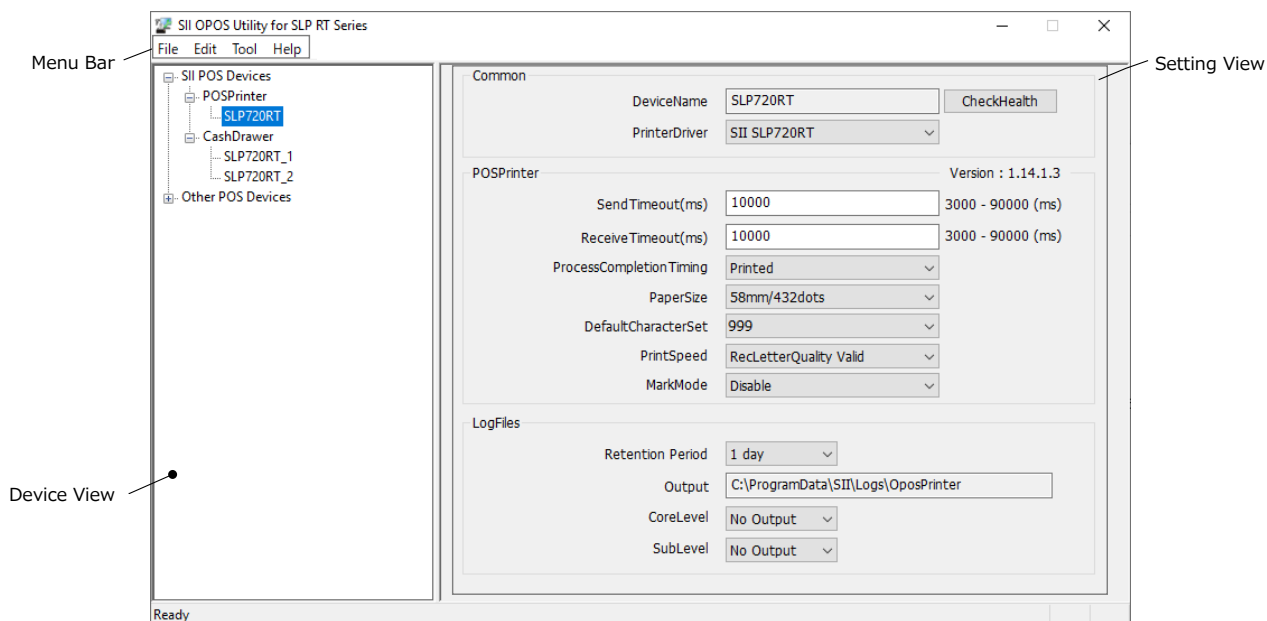 SII OPOS Utility for SLP RT Series
File Edit Tool Help
Menu Bar
Setting View
Device View
SII POS Devices
POSPrinter
SLP720RT
CashDrawer
SLP720RT_1
SLP720RT_2
Other POS Devices
Common
DeviceName SLP720RT CheckHealth
PrinterDriver SII SLP720RT
POSPrinter Version : 1.14.1.3
SendTimeout(ms) 10000 3000 - 90000 (ms)
ReceiveTimeout(ms) 10000 3000 - 90000 (ms)
ProcessCompletionTiming Printed
PaperSize 58mm/432dots
DefaultCharacterSet 999
PrintSpeed RecLetterQuality Valid
MarkMode Disable
LogFiles
Retention Period 1 day
Output C:\ProgramData\SII\Logs\OposPrinter
CoreLevel No Output
SubLevel No Output
Ready